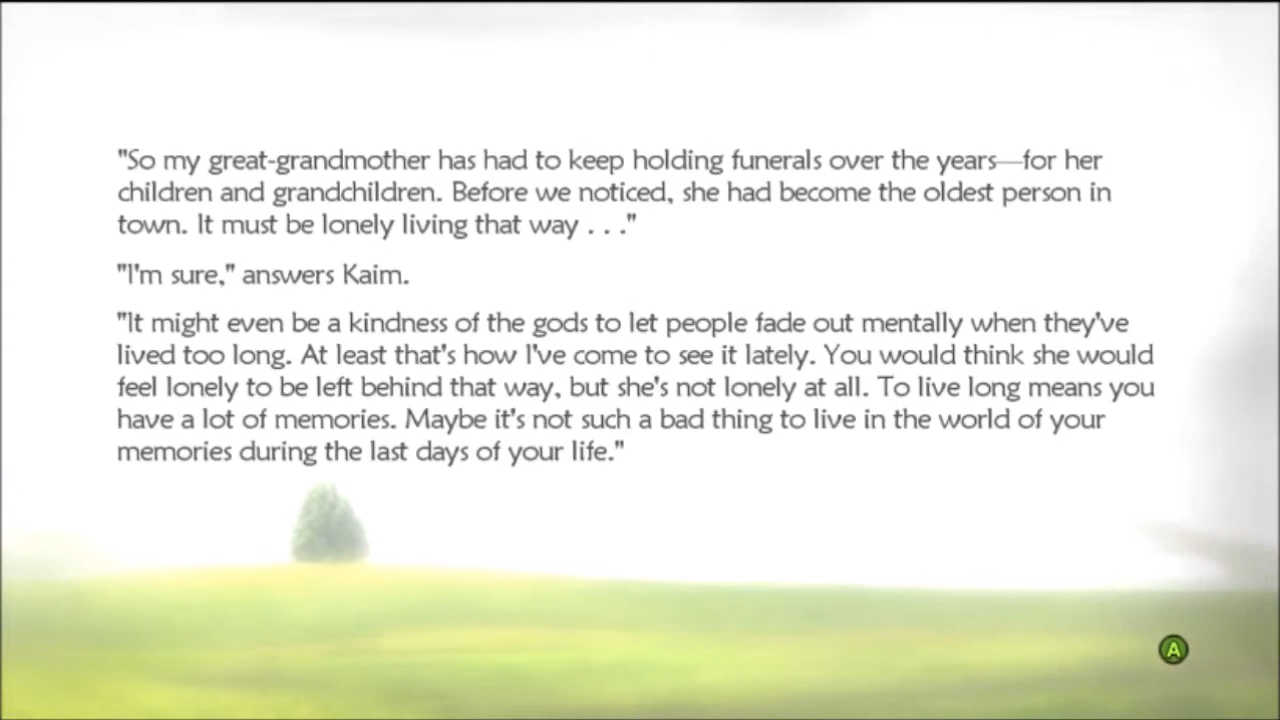 "So my great-grandmother has had to keep holding funerals over the years—for her
children and grandchildren. Before we noticed, she had become the oldest person in
town. It must be lonely living that way . . ."
"I'm sure," answers Kaim.
"It might even be a kindness of the gods to let people fade out mentally when they've
lived too long. At least that's how I've come to see it lately. You would think she would
feel lonely to be left behind that way, but she's not lonely at all. To live long means you
have a lot of memories. Maybe it's not such a bad thing to live in the world of your
memories during the last days of your life."
A